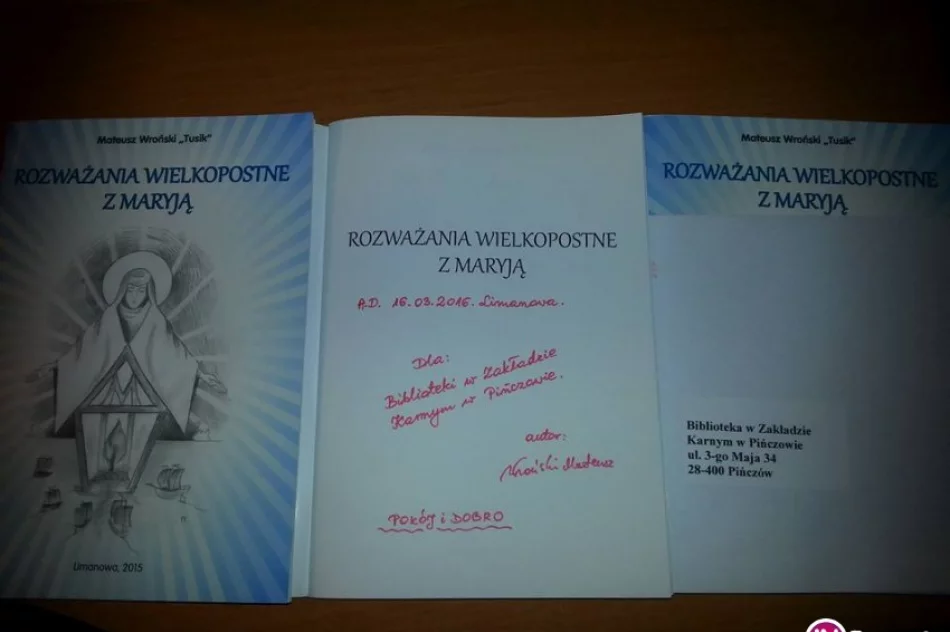 Mateusz Wroński „Tusik"
ROZWAŻANIA WIELKOPOSTNE
Z MARYJĄ
Limanowa, 2015
ROZWAŻANIA WIELKOPOSTNE
Z MARYJĄ
A.D. 16.03.2016. Limanowa.
Dla:
Biblioteki w Zakładzie
Karnym w Pińczowie.
autor:
Wroński Mateusz
POKÓJ i DOBRO
Mateusz Wroński „Tusik"
ROZWAŻANIA WIELKOPOSTNE
Z MARYJĄ
Biblioteka w Zakładzie
Karnym w Pińczowie
ul. 3-go Maja 34
28-400 Pińczów